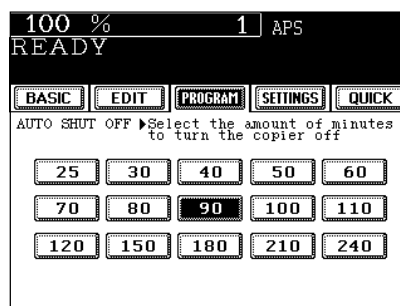 100 % 1 APS
READY
BASIC EDIT PROGRAM SETTINGS QUICK
AUTO SHUT OFF ▶Select the amount of minutes
to turn the copier off
25 30 40 50 60
70 80 90 100 110
120 150 180 210 240